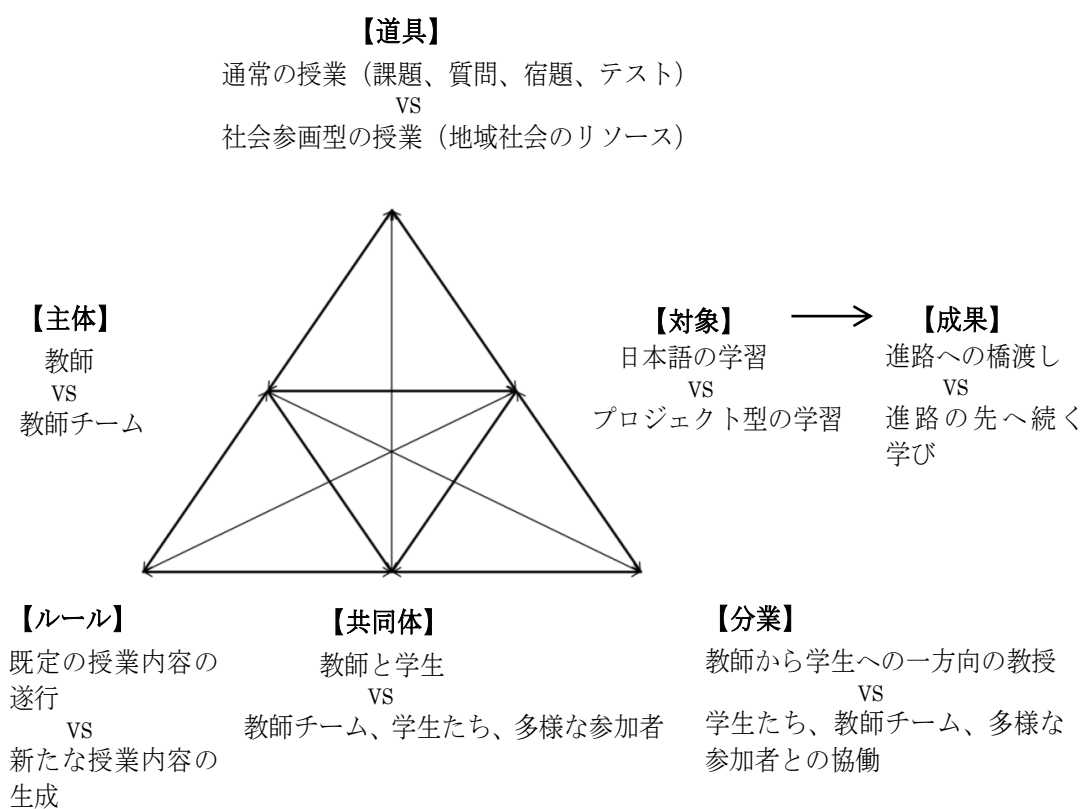 【道具】
通常の授業（課題、質問、宿題、テスト）
VS
社会参画型の授業（地域社会のリソース）
【主体】
教師
VS
教師チーム
【対象】
日本語の学習
VS
プロジェクト型の学習
【成果】
進路への橋渡し
VS
進路の先へ続く
学び
【ルール】
既定の授業内容の
遂行
VS
新たな授業内容の
生成
【共同体】
教師と学生
VS
教師チーム、学生たち、多様な参加者
【分業】
教師から学生への一方向の教授
VS
学生たち、教師チーム、多様な
参加者との協働